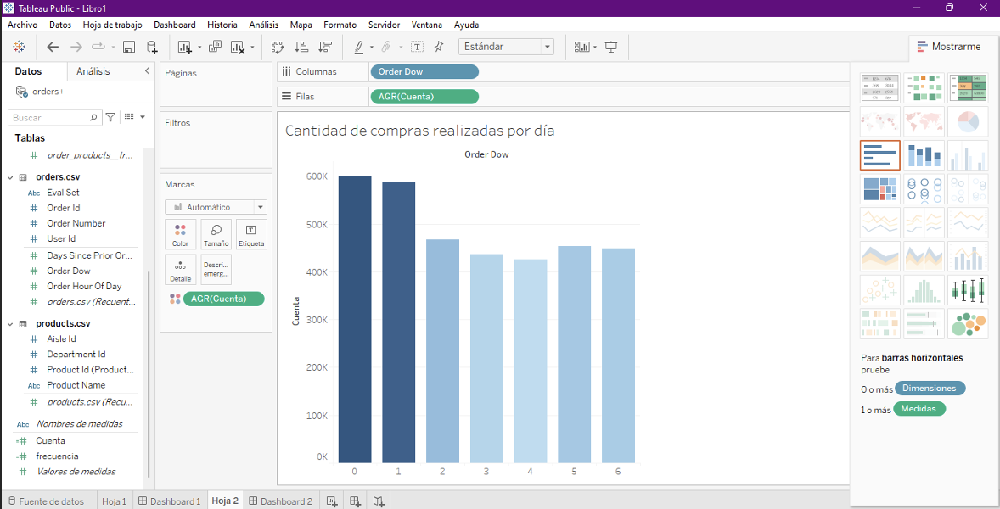 Tableau Public - Libro1
Archivo Datos Hoja de trabajo Dashboard Historia Análisis Mapa Formato Servidor Ventana Ayuda
Estándar
Mostrarme
Datos
Análisis
orders+
Buscar
Tablas
order_products__tr...
orders.csv
Abc Eval Set
Order Id
Order Number
User Id
Days Since Prior Or...
Order Dow
Order Hour Of Day
orders.csv (Recuent...
products.csv
Aisle Id
Department Id
Product Id (Product...
Abc Product Name
products.csv (Recu...
Abc Nombres de medidas
Cuenta
frecuencia
Valores de medidas
Páginas
Filtros
Marcas
Automático
Color
Tamaño
Etiqueta
Detalle
Descri...
emerg...
AGR(Cuenta)
Columnas
Order Dow
Filas
AGR(Cuenta)
Cantidad de compras realizadas por día
Order Dow
600K
500K
400K
300K
200K
100K
0K
Cuenta
0 1 2 3 4 5 6
Para barras horizontales
pruebe
0 o más Dimensiones
1 o más Medidas
Fuente de datos
Hoja 1
Dashboard 1
Hoja 2
Dashboard 2